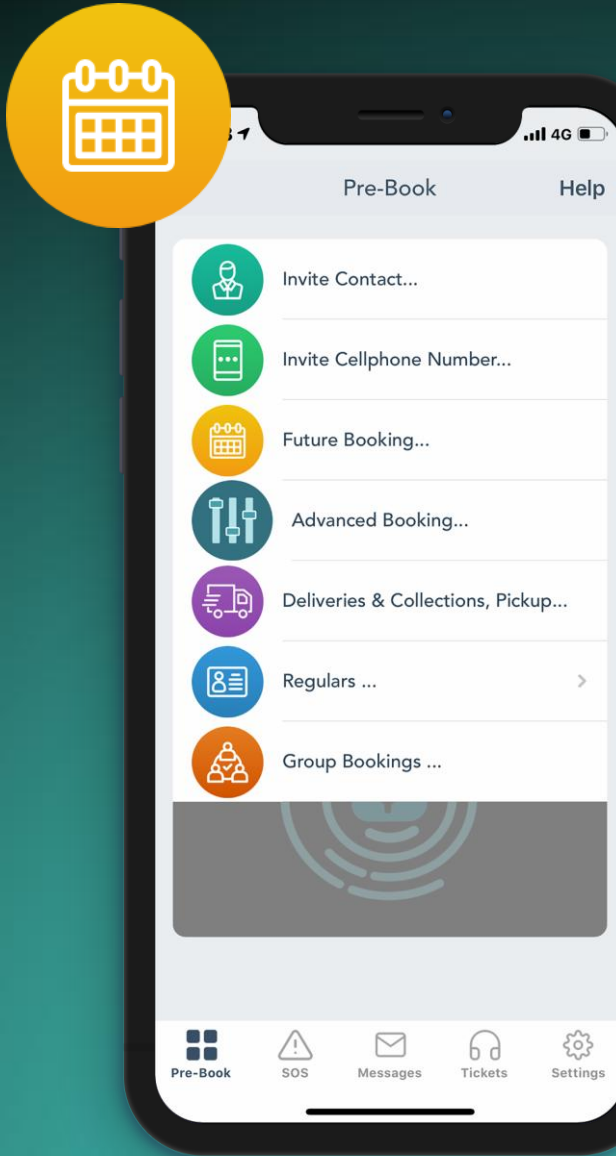 4G
Pre-Book
Help
Invite Contact...
Invite Cellphone Number...
Future Booking...
Advanced Booking...
Deliveries & Collections, Pickup...
Regulars ...
Group Bookings ...
Pre-Book
SOS
Messages
Tickets
Settings